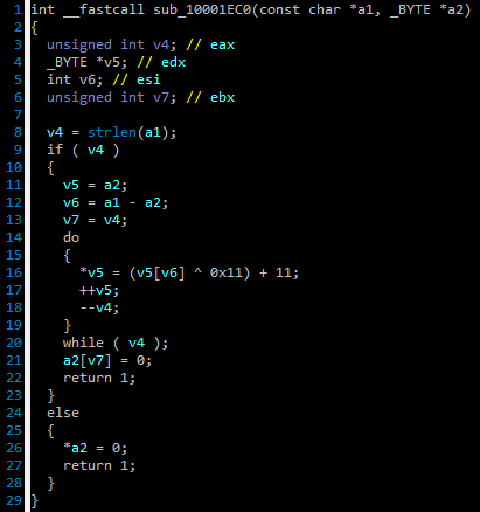 1 int __fastcall sub_10001EC0(const char *a1, _BYTE *a2)
2 {
3   unsigned int v4; // eax
4   _BYTE *v5; // edx
5   int v6; // esi
6   unsigned int v7; // ebx
7
8   v4 = strlen(a1);
9   if ( v4 )
10   {
11     v5 = a2;
12     v6 = a1 - a2;
13     v7 = v4;
14     do
15     {
16       *v5 = (v5[v6] ^ 0x11) + 11;
17       ++v5;
18       --v4;
19     }
20     while ( v4 );
21     a2[v7] = 0;
22     return 1;
23   }
24   else
25   {
26     *a2 = 0;
27     return 1;
28   }
29 }